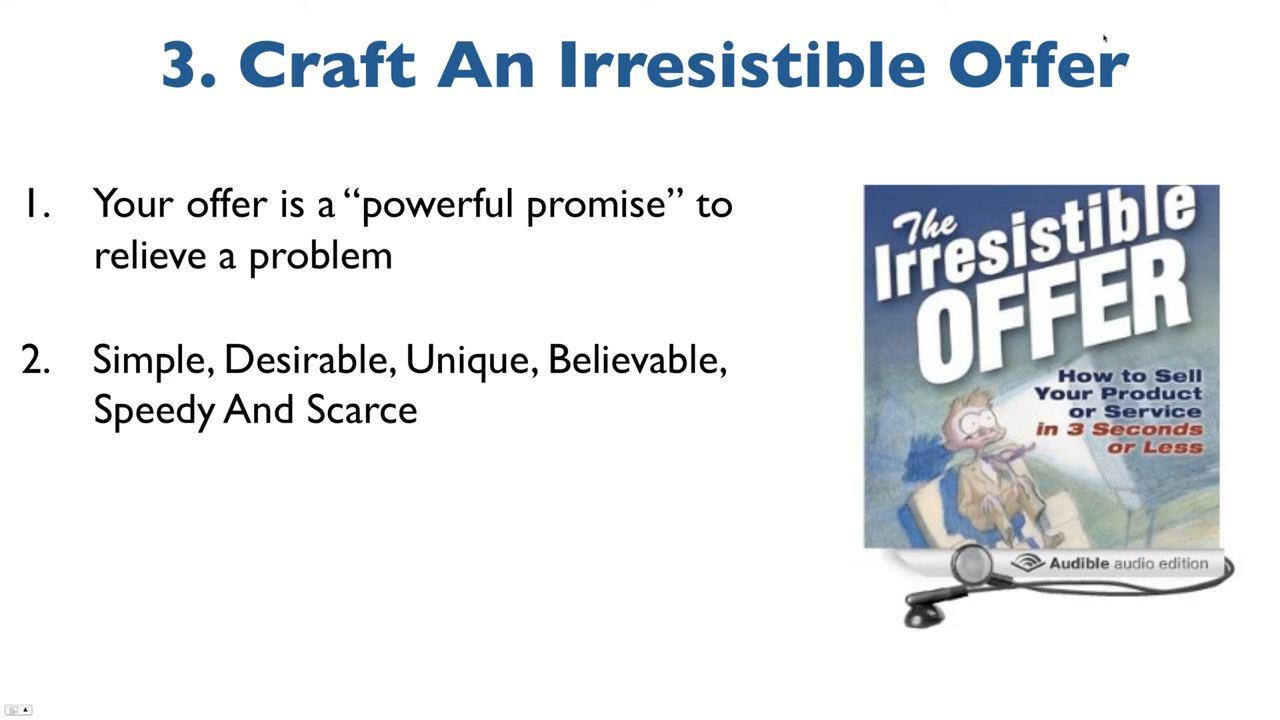 3. Craft An Irresistible Offer
1. Your offer is a “powerful promise” to
relieve a problem
2. Simple, Desirable, Unique, Believable,
Speedy And Scarce
The
Irresistible
OFFER
How to Sell
Your Product
or Service
in 3 Seconds
or Less
Audible audio edition